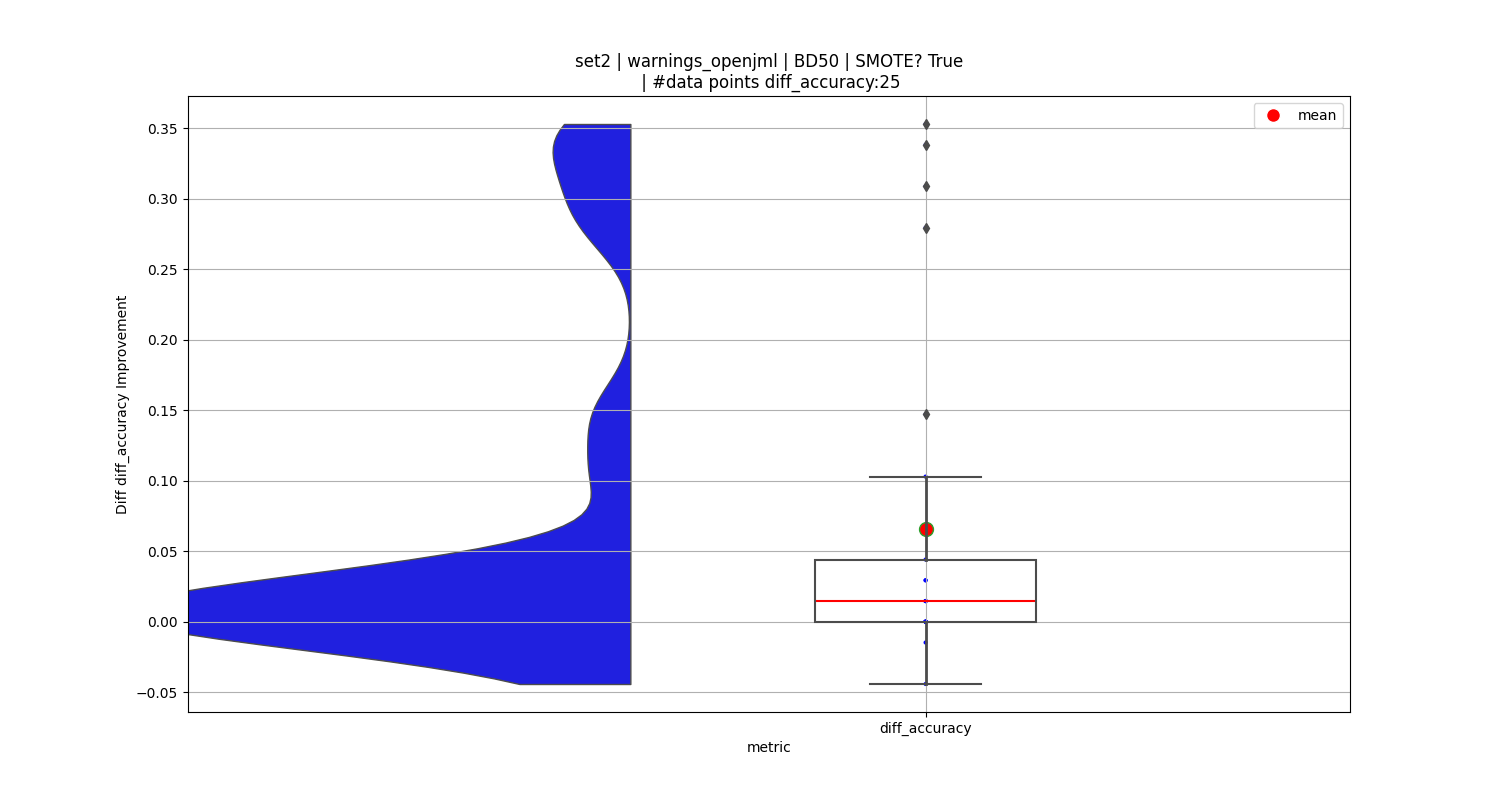 set2 | warnings_openjml | BD50 | SMOTE? True
| #data points diff_accuracy:25
mean
0.35
0.30
0.25
0.20
0.15
0.10
0.05
0.00
−0.05
Diff diff_accuracy Improvement
diff_accuracy
metric